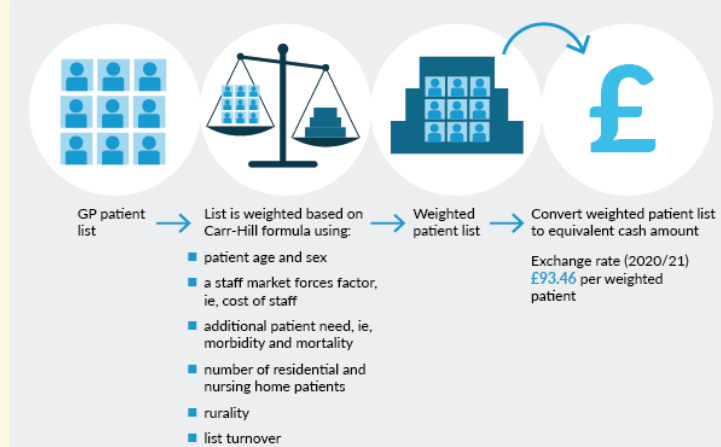 £
GP patient
list
List is weighted based on
Carr-Hill formula using:
patient age and sex
a staff market forces factor,
ie, cost of staff
additional patient need, ie,
morbidity and mortality
number of residential and
nursing home patients
rurality
list turnover
Weighted
patient list
Convert weighted patient list
to equivalent cash amount
Exchange rate (2020/21)
£93.46 per weighted
patient